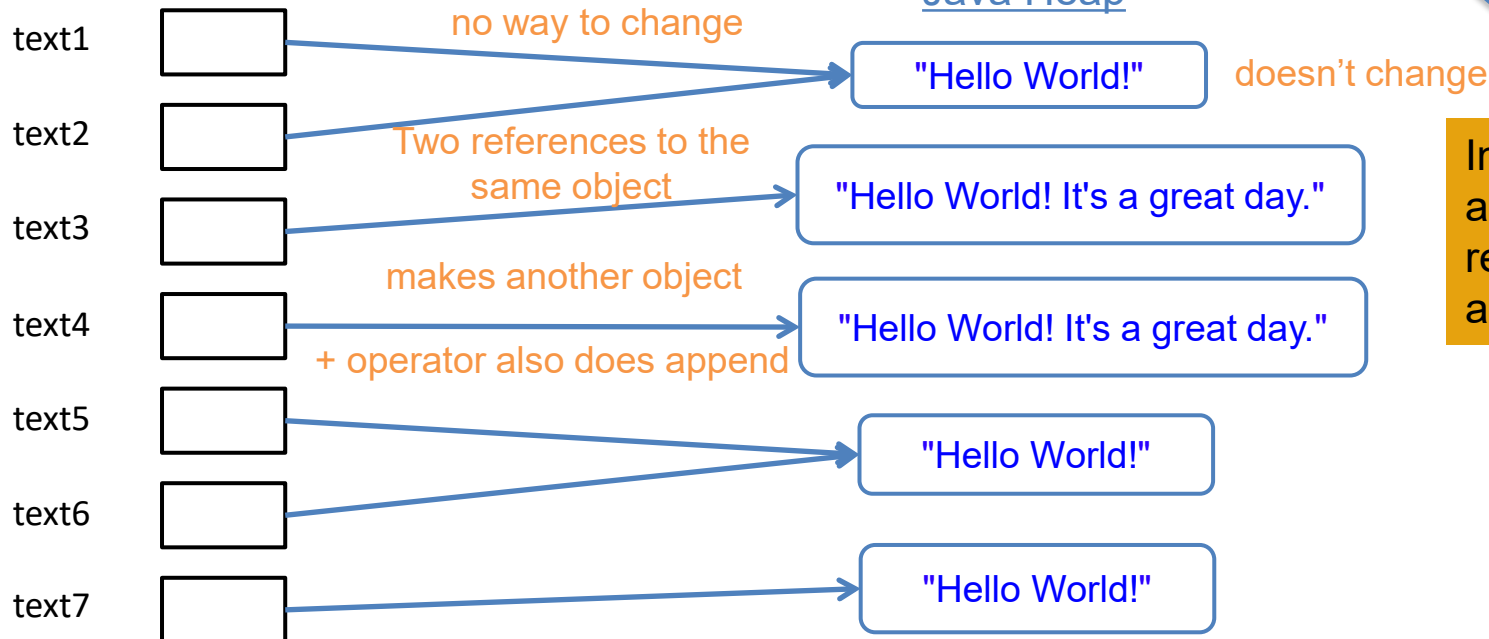 Java Heap
text1
no way to change
"Hello World!"
doesn't change
text2
Two references to the
same object
text3
"Hello World! It's a great day."
makes another object
text4
"Hello World! It's a great day."
+ operator also does append
text5
"Hello World!"
text6
text7
"Hello World!"